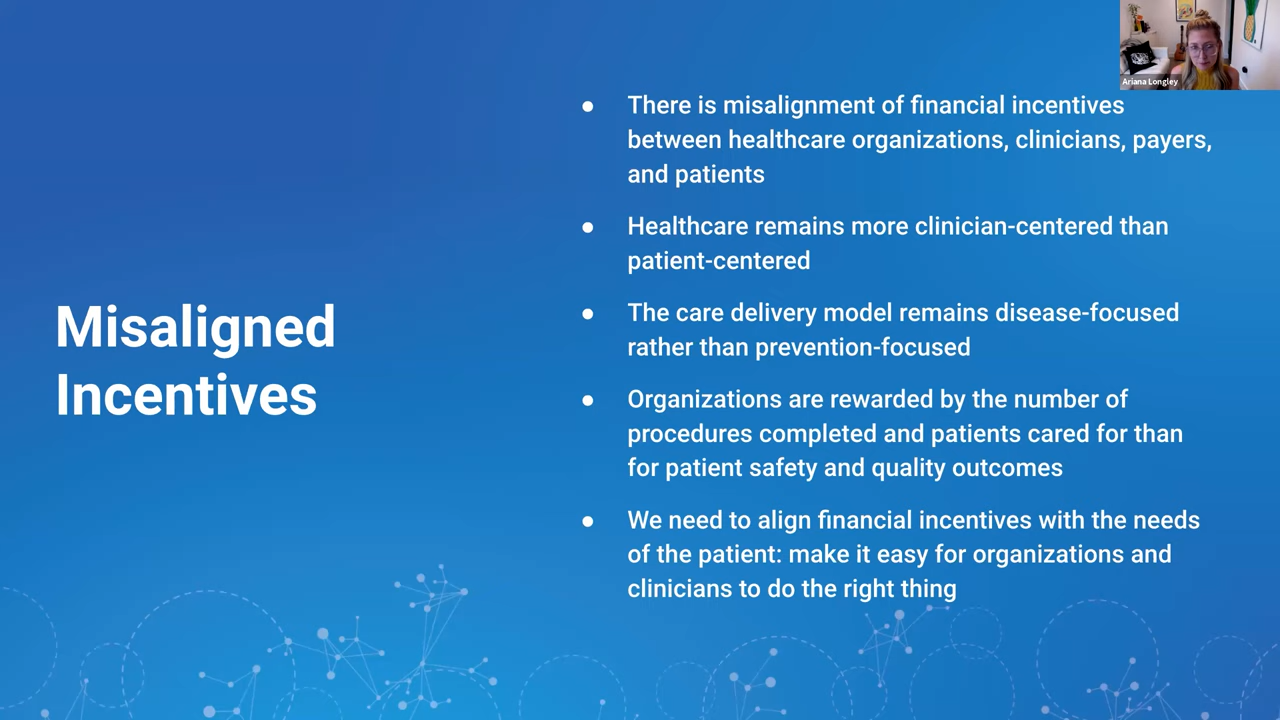 Ariana Longley
Misaligned
Incentives
● There is misalignment of financial incentives
between healthcare organizations, clinicians, payers,
and patients
● Healthcare remains more clinician-centered than
patient-centered
● The care delivery model remains disease-focused
rather than prevention-focused
● Organizations are rewarded by the number of
procedures completed and patients cared for than
for patient safety and quality outcomes
● We need to align financial incentives with the needs
of the patient: make it easy for organizations and
clinicians to do the right thing